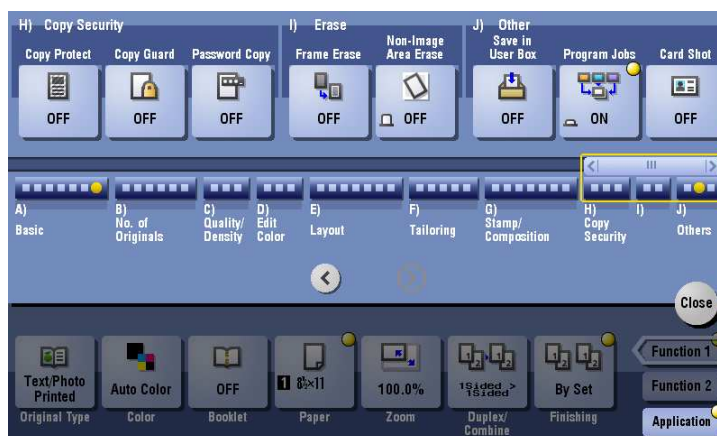 H) Copy Security
I) Erase
J) Other
Copy Protect
Copy Guard
Password Copy
Frame Erase
Non-Image
Area Erase
Save in
User Box
Program Jobs
Card Shot
OFF
OFF
OFF
OFF
OFF
OFF
ON
OFF
A)
Basic
B)
No. of
Originals
C)
Quality/
Density
D)
Edit
Color
E)
Layout
F)
Tailoring
G)
Stamp/
Composition
H)
Copy
Security
I)
J)
Others
Close
Text/Photo
Printed
Auto Color
OFF
1 8½×11
100.0%
1Sided >
1Sided
By Set
Original Type
Color
Booklet
Paper
Zoom
Duplex/
Combine
Finishing
Function 1
Function 2
Application